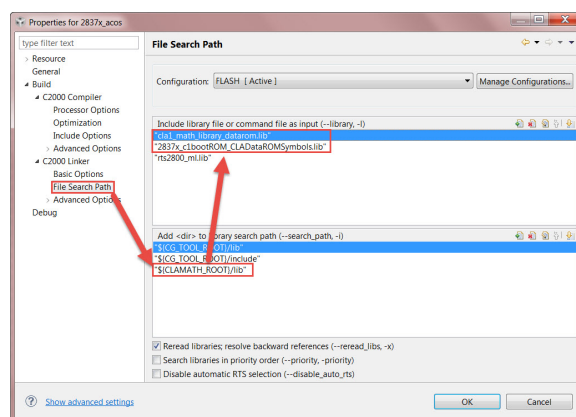 Properties for 2837x_acos
type filter text
Resource
General
Build
C2000 Compiler
Processor Options
Optimization
Include Options
Advanced Options
C2000 Linker
Basic Options
File Search Path
Advanced Options
Debug
File Search Path
Configuration: FLASH [ Active ]
Manage Configurations...
Include library file or command file as input (--library, -l)
"cla1_math_library_datarom.lib"
"2837x_c1bootROM_CLADataROMSymbols.lib"
"rts2800_ml.lib"
Add <dir> to library search path (--search_path, -i)
"${CG_TOOL_ROOT}/lib"
"${CG_TOOL_ROOT}/include"
"${CLAMATH_ROOT}/lib"
Reread libraries; resolve backward references (--reread_libs, -x)
Search libraries in priority order (--priority, -priority)
Disable automatic RTS selection (--disable_auto_rts)
Show advanced settings
OK
Cancel